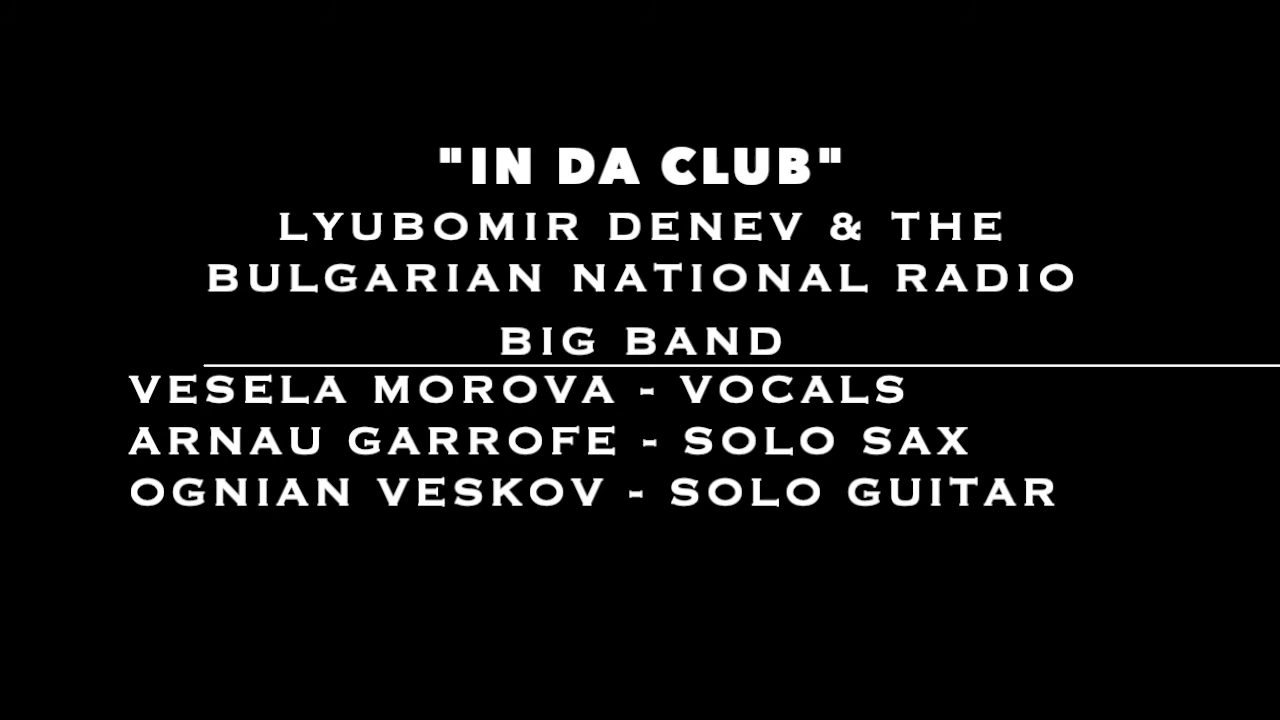 "IN DA CLUB"
LYUBOMIR DENEV & THE
BULGARIAN NATIONAL RADIO
BIG BAND
VESELA MOROVA - VOCALS
ARNAU GARROFE - SOLO SAX
OGNIAN VESKOV - SOLO GUITAR